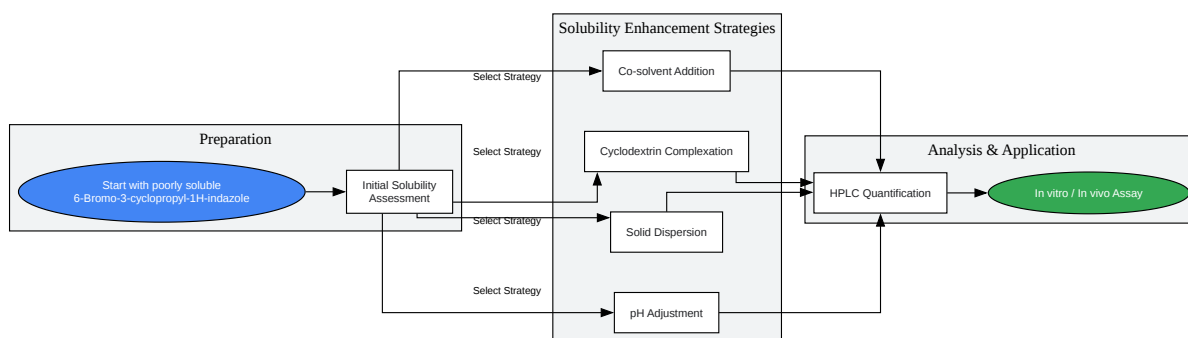 Solubility Enhancement Strategies
Co-solvent Addition
Select Strategy
Preparation
Select Strategy
Cyclodextrin Complexation
Analysis & Application
Start with poorly soluble
6-Bromo-3-cyclopropyl-1H-indazole
Initial Solubility
Assessment
HPLC Quantification
In vitro / In vivo Assay
Select Strategy
Solid Dispersion
Select Strategy
pH Adjustment